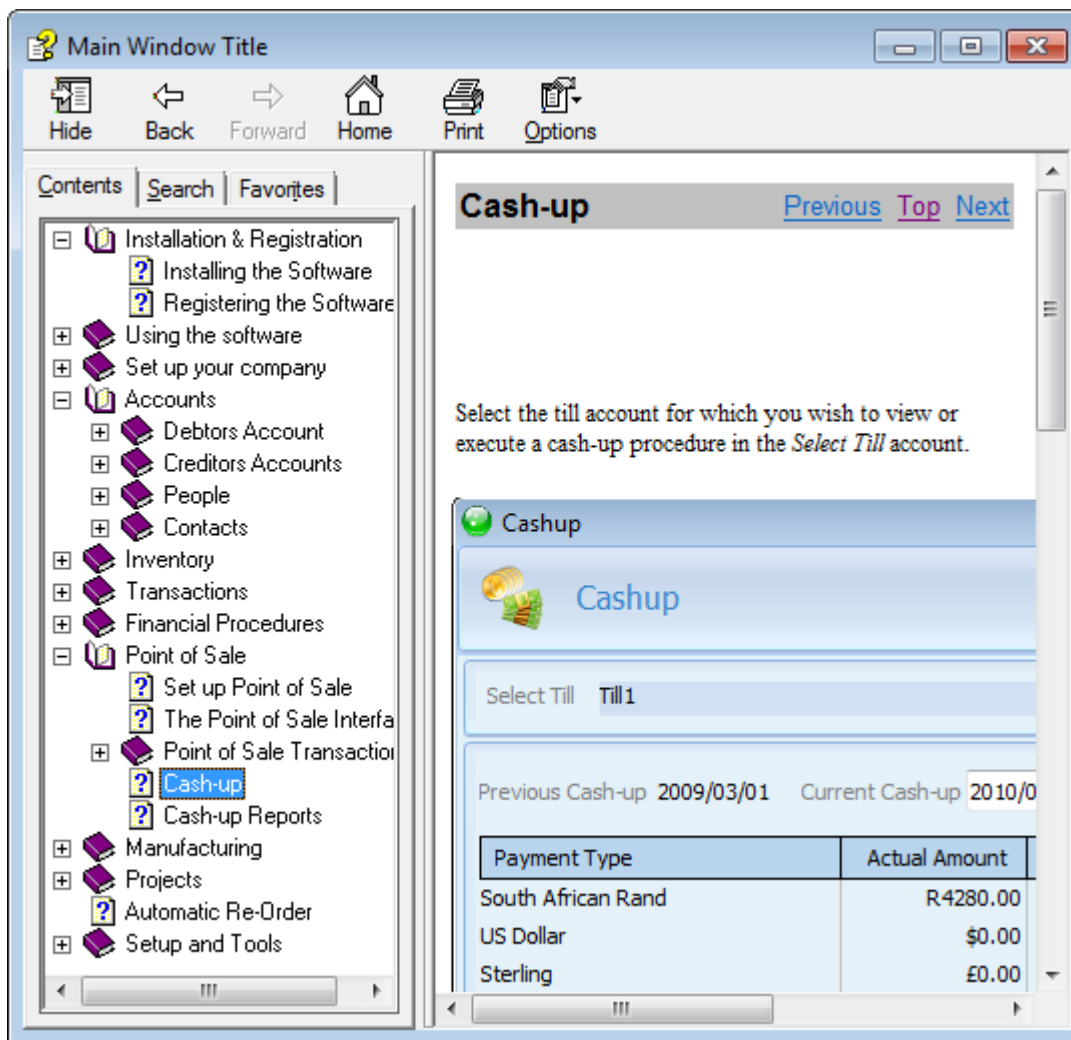 Main Window Title
Hide Back Forward Home Print Options
Contents Search Favorites
Installation & Registration
Installing the Software
Registering the Software
Using the software
Set up your company
Accounts
Debtors Account
Creditors Accounts
People
Contacts
Inventory
Transactions
Financial Procedures
Point of Sale
Set up Point of Sale
The Point of Sale Interfa
Point of Sale Transaction
Cash-up
Cash-up Reports
Manufacturing
Projects
Automatic Re-Order
Setup and Tools
Cash-up Previous Top Next
Select the till account for which you wish to view or
execute a cash-up procedure in the Select Till account.
Cashup
Cashup
Select Till Till1
Previous Cash-up 2009/03/01 Current Cash-up 2010/0
Payment Type Actual Amount
South African Rand R4280.00
US Dollar $0.00
Sterling £0.00